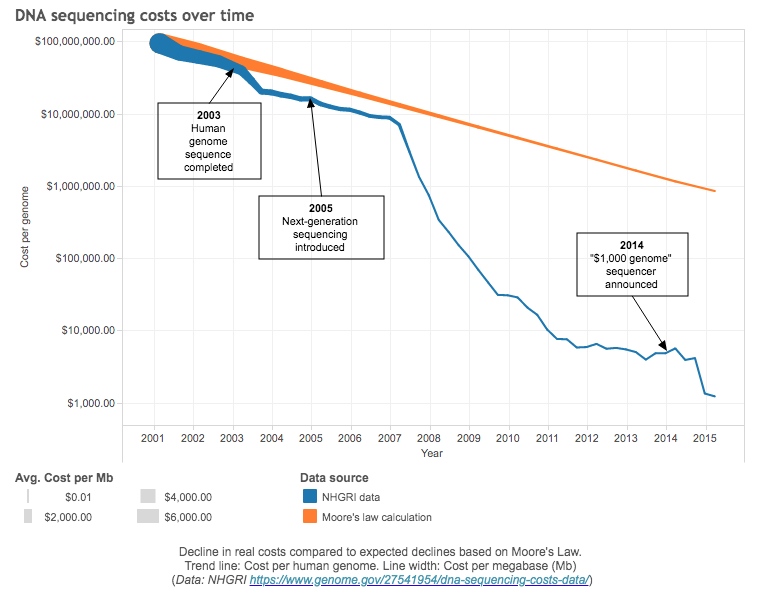 DNA sequencing costs over time
$100,000,000.00
$10,000,000.00
$1,000,000.00
$100,000.00
$10,000.00
$1,000.00
Cost per genome
2003
Human
genome
sequence
completed
2005
Next-generation
sequencing
introduced
2014
"$1,000 genome"
sequencer
announced
2001 2002 2003 2004 2005 2006 2007 2008 2009 2010 2011 2012 2013 2014 2015
Year
Avg. Cost per Mb
$0.01 $4,000.00
$2,000.00 $6,000.00
Data source
NHGRI data
Moore's law calculation
Decline in real costs compared to expected declines based on Moore's Law.
Trend line: Cost per human genome. Line width: Cost per megabase (Mb)
(Data: NHGRI https://www.genome.gov/27541954/dna-sequencing-costs-data/)